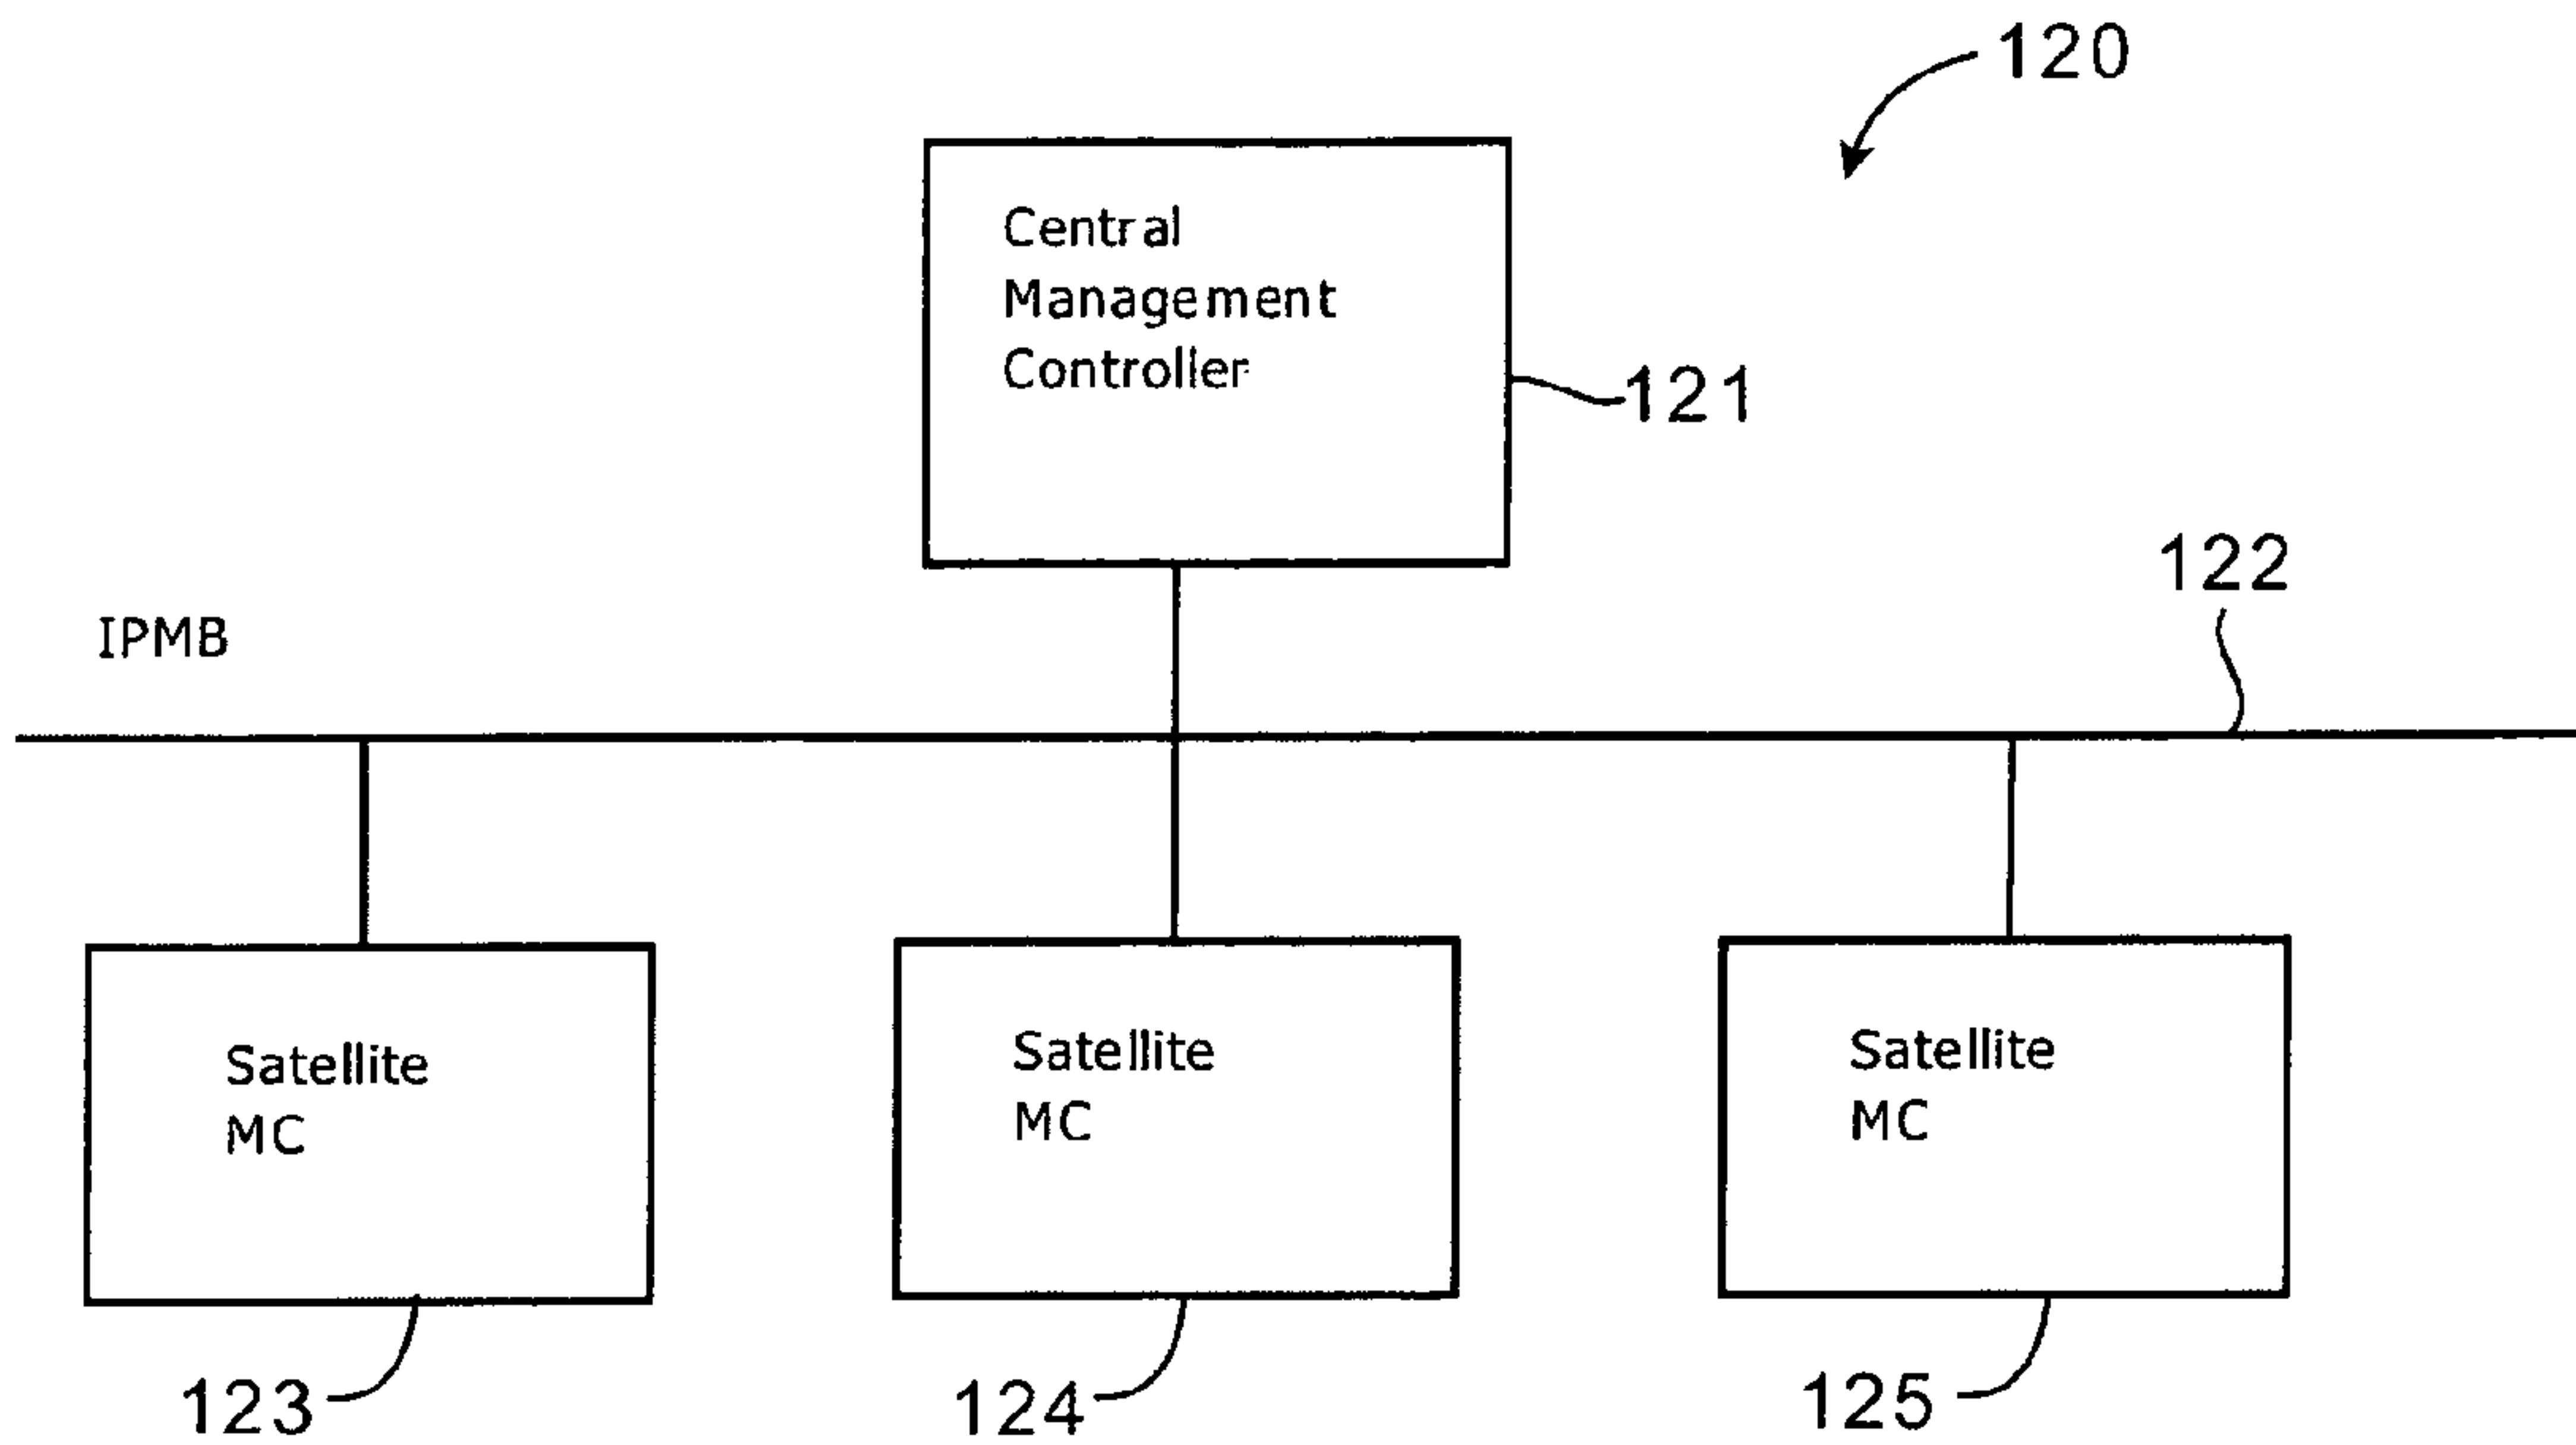 120
Central
Management
Controller
121
122
IPMB
Satellite
MC
Satellite
MC
Satellite
MC
123
124
125